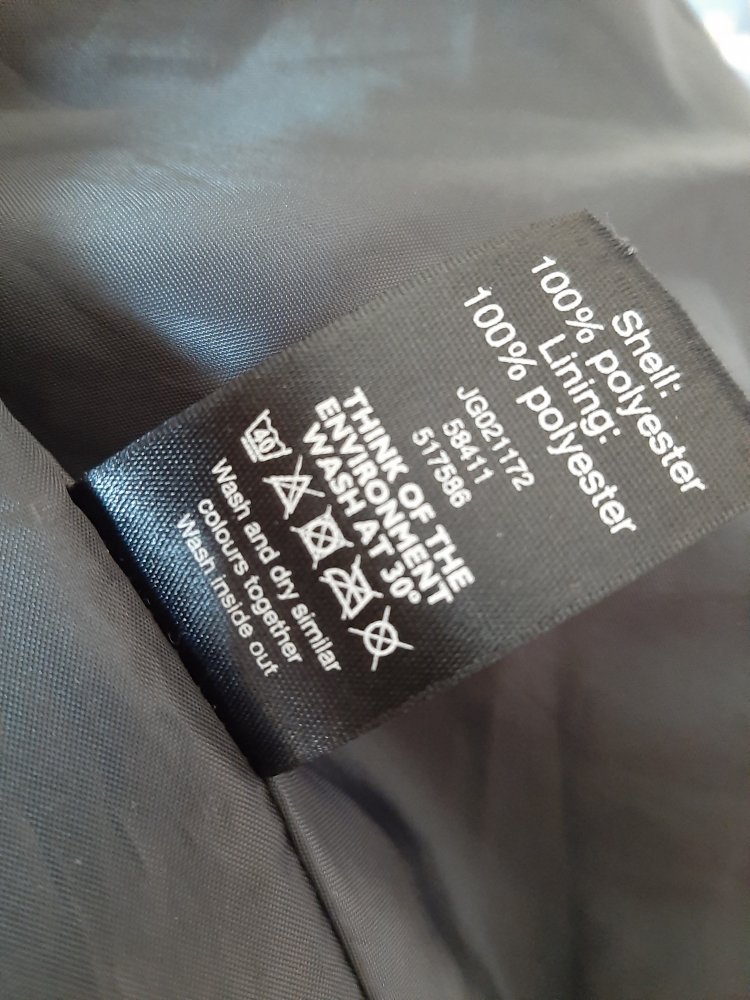 Shell:
100% polyester
Lining:
100% polyester
JG021172
58411
517586
THINK OF THE
ENVIRONMENT
WASH AT 30°
40
Wash and dry similar
colours together
Wash inside out